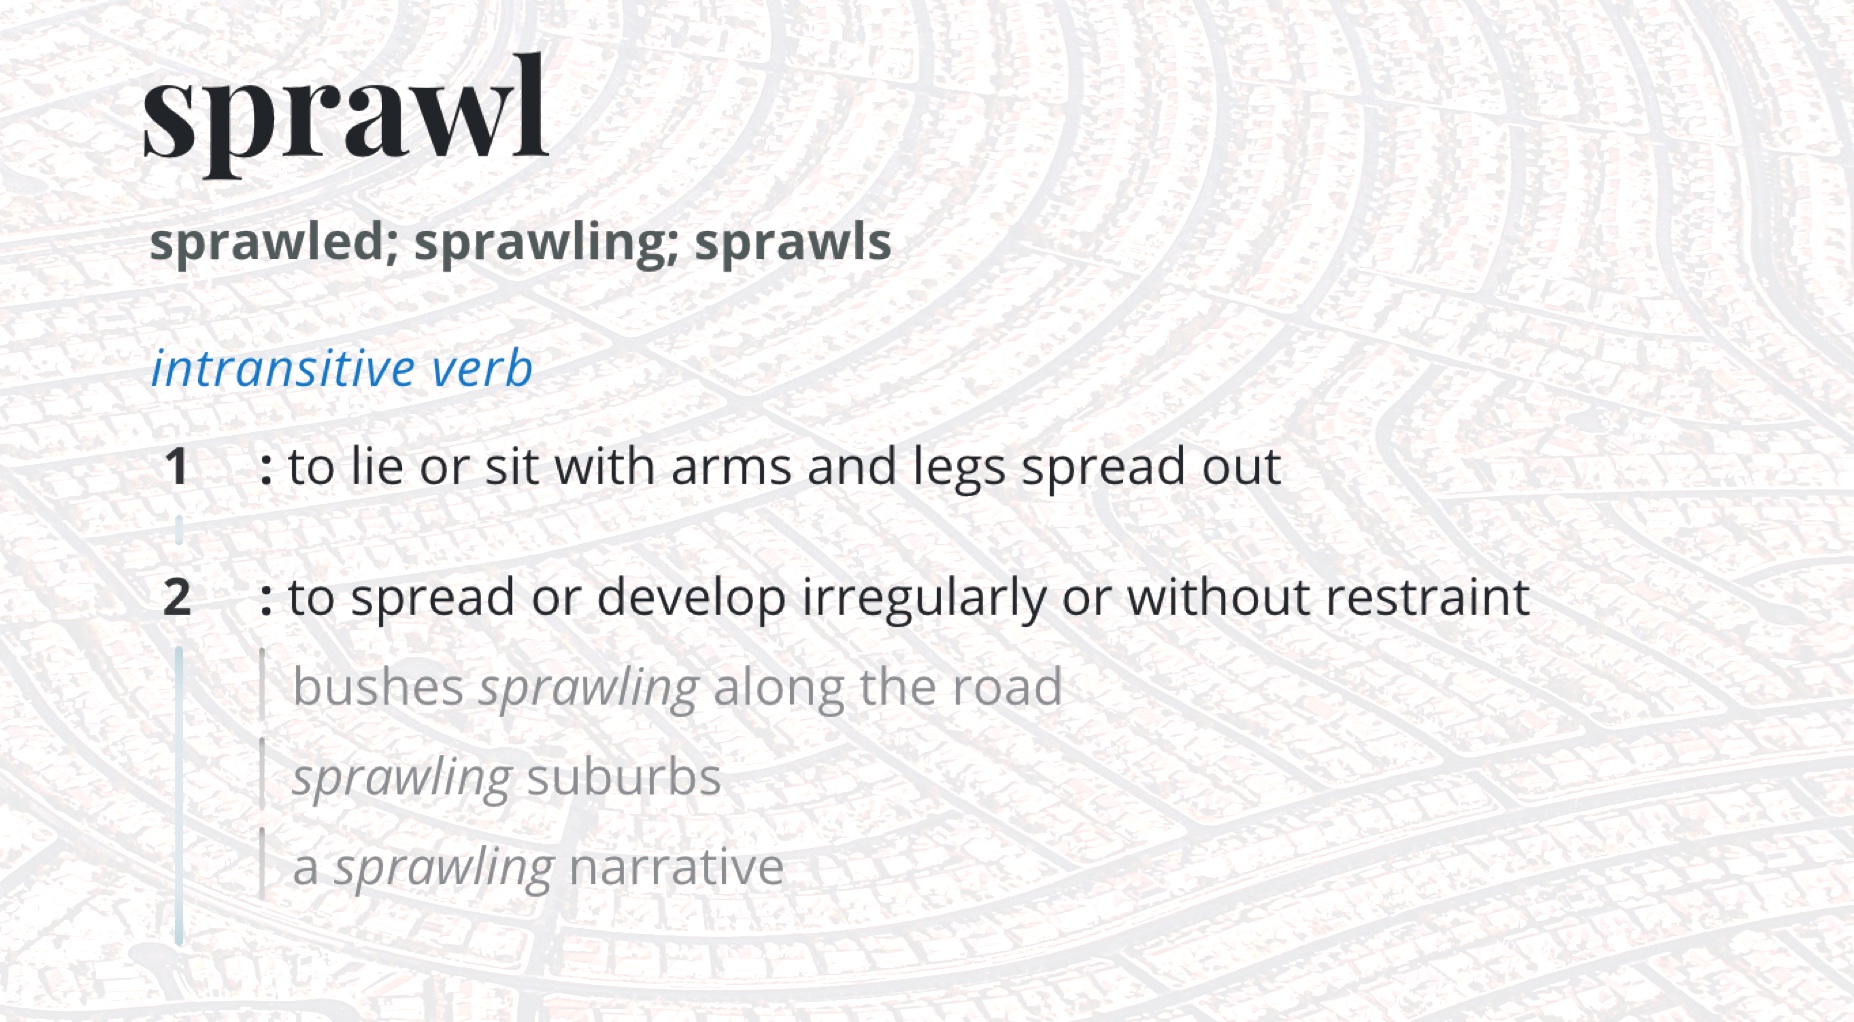 sprawl
sprawled; sprawling; sprawls
intransitive verb
1 : to lie or sit with arms and legs spread out
2 : to spread or develop irregularly or without restraint
bushes sprawling along the road
sprawling suburbs
a sprawling narrative